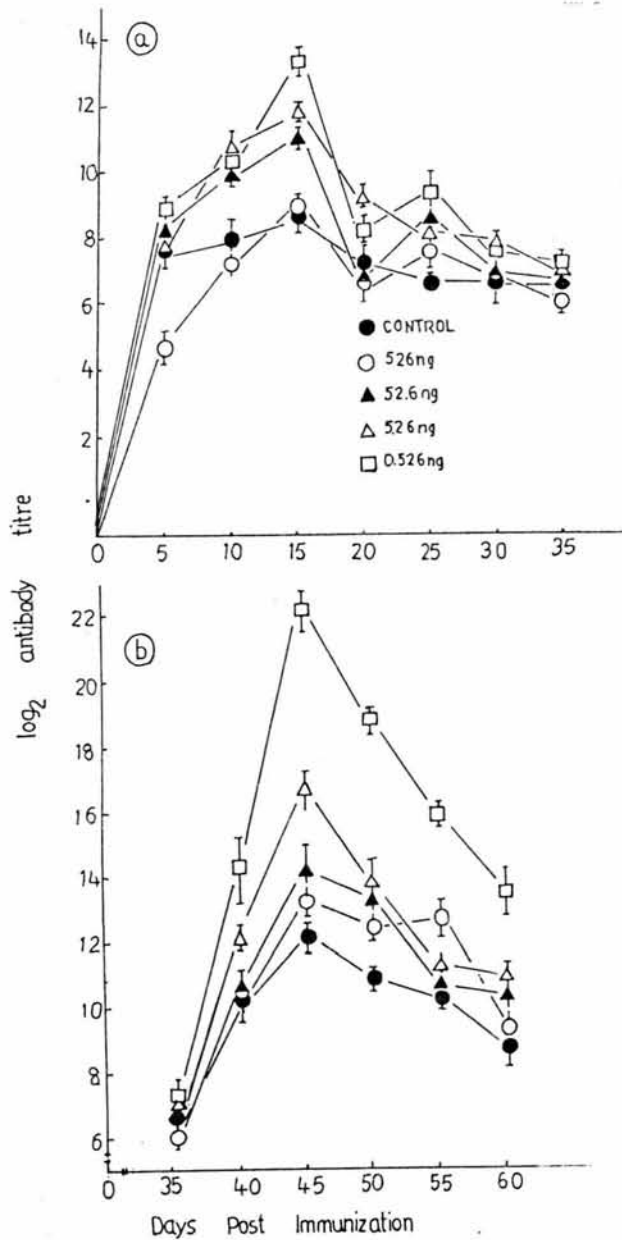 a
14
12
10
8
6
4
2
CONTROL
526ng
52.6ng
5.26ng
0.526ng
0 5 10 15 20 25 30 35
log2 antibody titre
b
22
20
18
16
14
12
10
8
6
0 35 40 45 50 55 60
Days Post Immunization